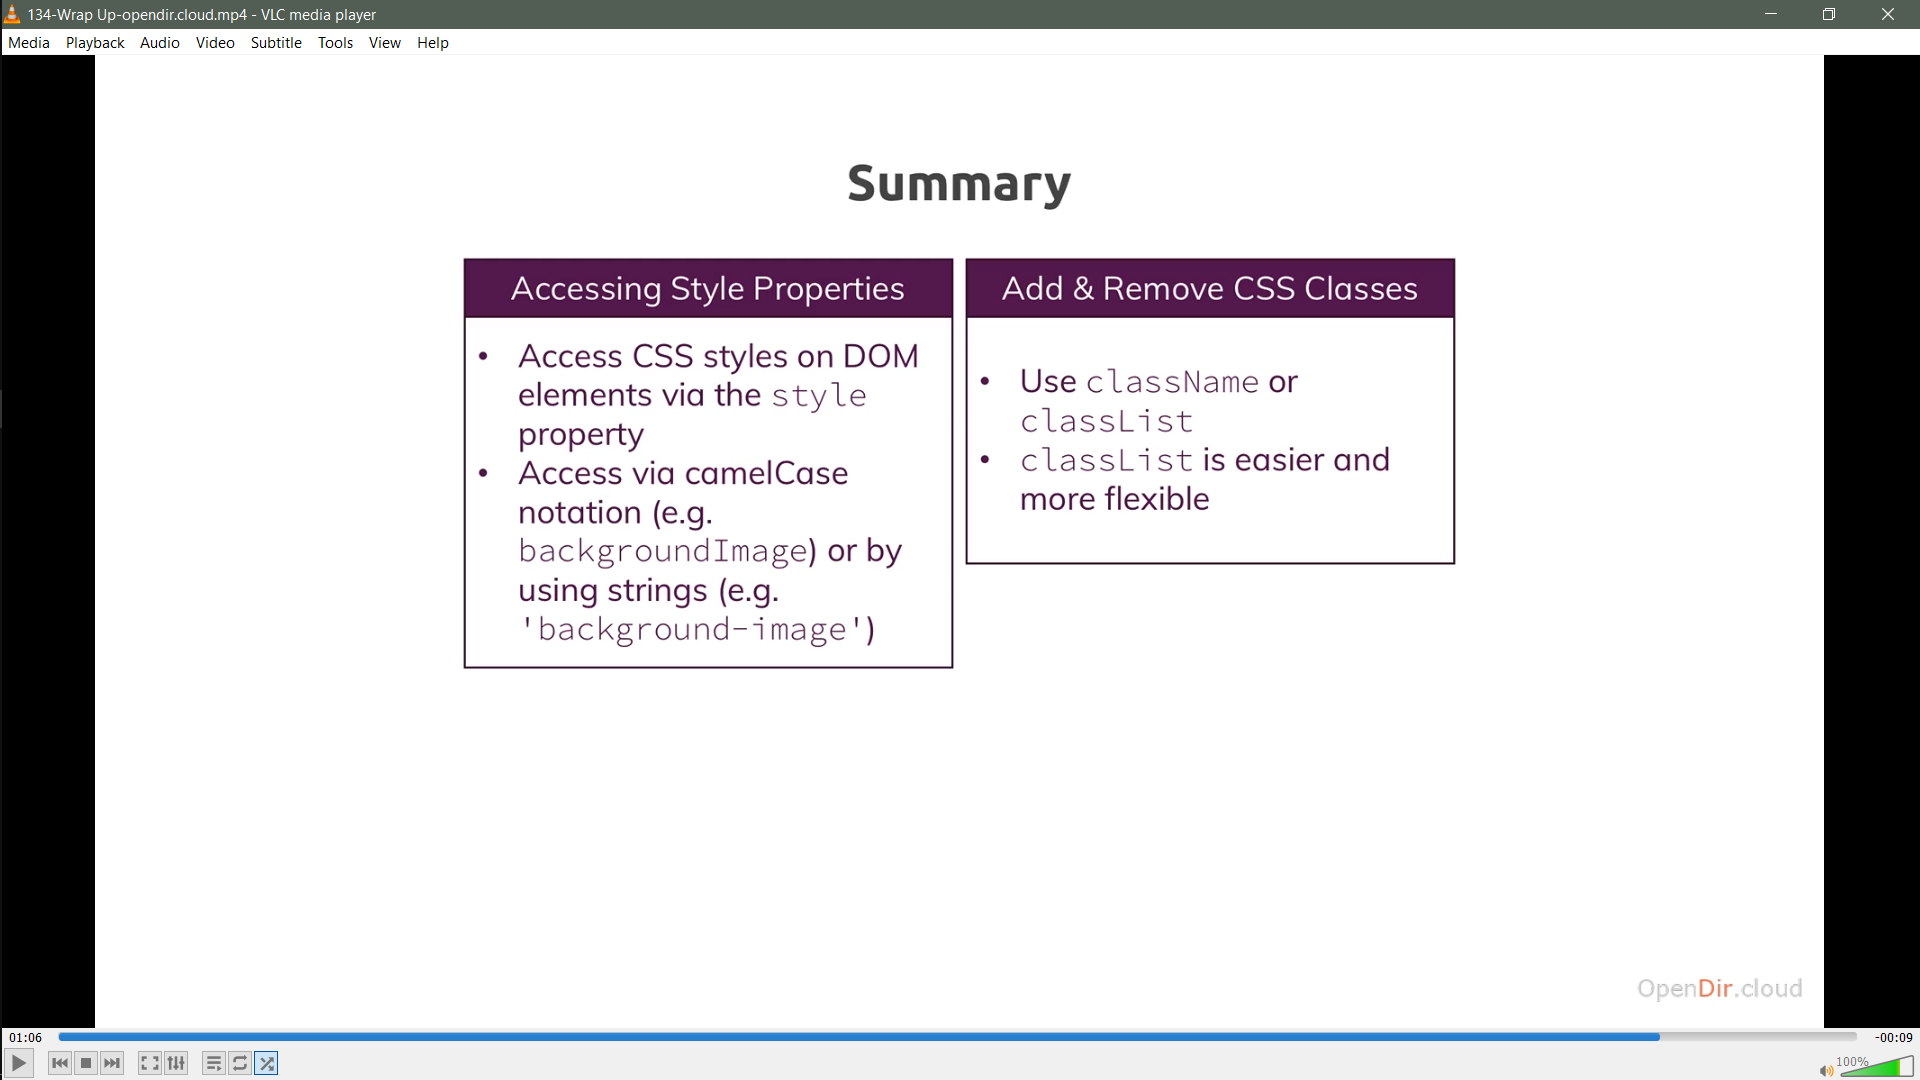 134-Wrap Up-opendir.cloud.mp4 - VLC media player
Media Playback Audio Video Subtitle Tools View Help
Summary
Accessing Style Properties
• Access CSS styles on DOM
elements via the style
property
• Access via camelCase
notation (e.g.
backgroundImage) or by
using strings (e.g.
'background-image')
Add & Remove CSS Classes
• Use className or
classList
• classList is easier and
more flexible
OpenDir.cloud
01:06
-00:09
100%